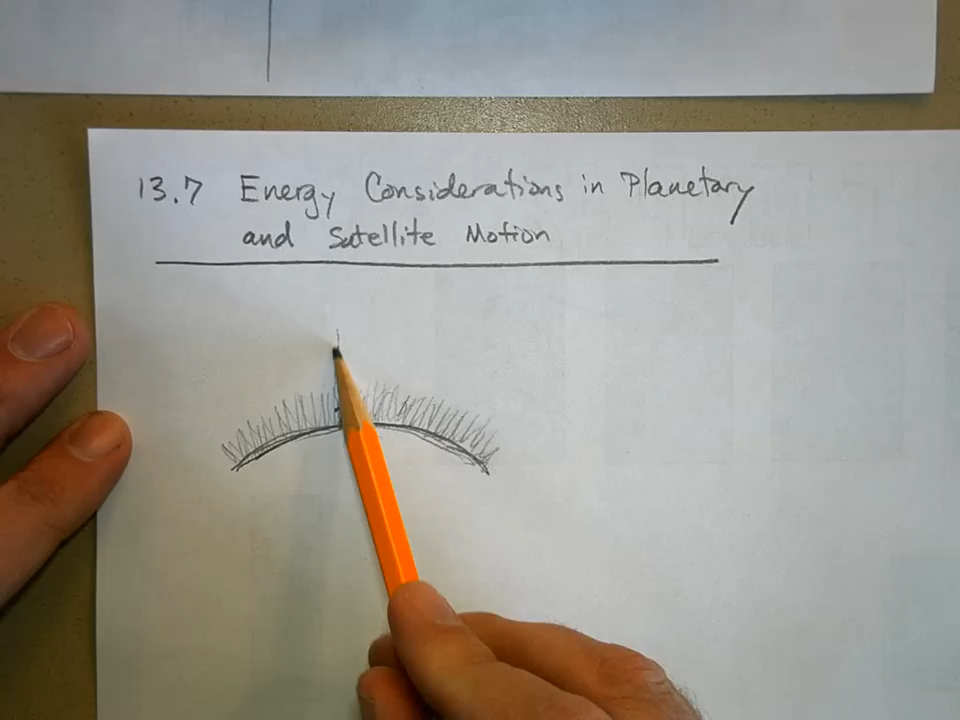 13.7 Energy Considerations in Planetary
and Satellite Motion